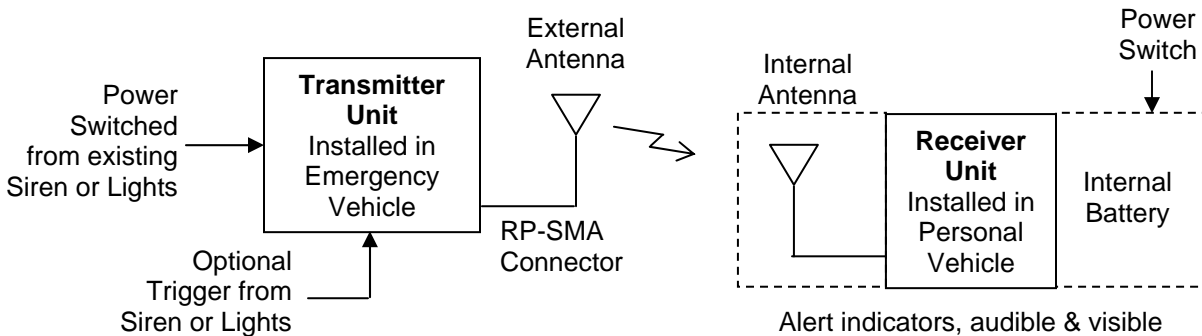 Power
Switched
from existing
Siren or Lights
Transmitter
Unit
Installed in
Emergency
Vehicle
Optional
Trigger from
Siren or Lights
External
Antenna
RP-SMA
Connector
Internal
Antenna
Receiver
Unit
Installed in
Personal
Vehicle
Power
Switch
Internal
Battery
Alert indicators, audible & visible